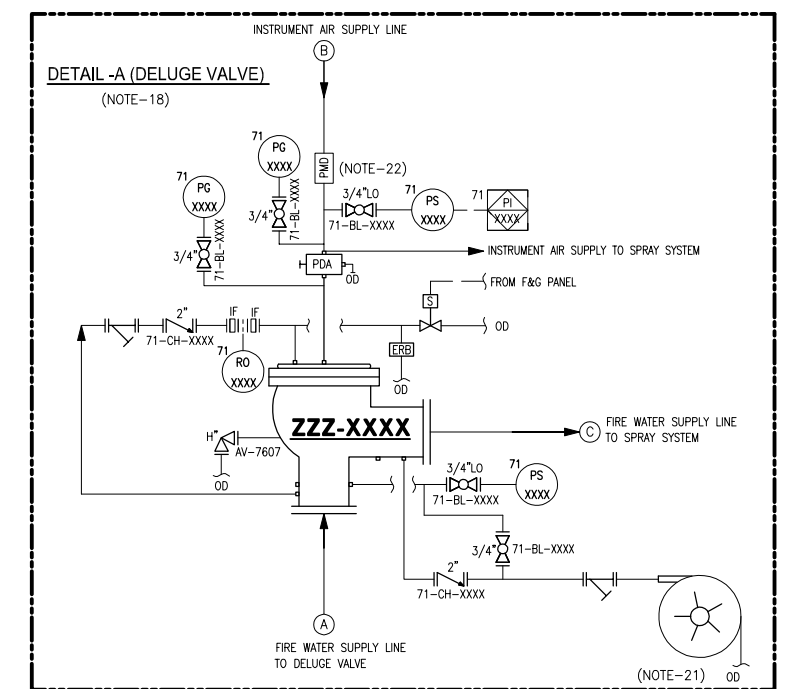 INSTRUMENT AIR SUPPLY LINE
B
DETAIL -A (DELUGE VALVE)
(NOTE-18)
71
PG
XXXX
3/4"
71-BL-XXXX
71
PG
XXXX
3/4"
71-BL-XXXX
PMD
(NOTE-22)
3/4"LO
71-BL-XXXX
71
PS
XXXX
71
PI
XXXX
INSTRUMENT AIR SUPPLY TO SPRAY SYSTEM
PDA
OD
FROM F&G PANEL
S
OD
ERB
OD
2"
71-CH-XXXX
IF
IF
71
RO
XXXX
ZZZ-XXXX
H"
AV-7607
OD
C
FIRE WATER SUPPLY LINE
TO SPRAY SYSTEM
3/4"LO
71-BL-XXXX
71
PS
XXXX
3/4"
71-BL-XXXX
2"
71-CH-XXXX
A
FIRE WATER SUPPLY LINE
TO DELUGE VALVE
(NOTE-21)
OD